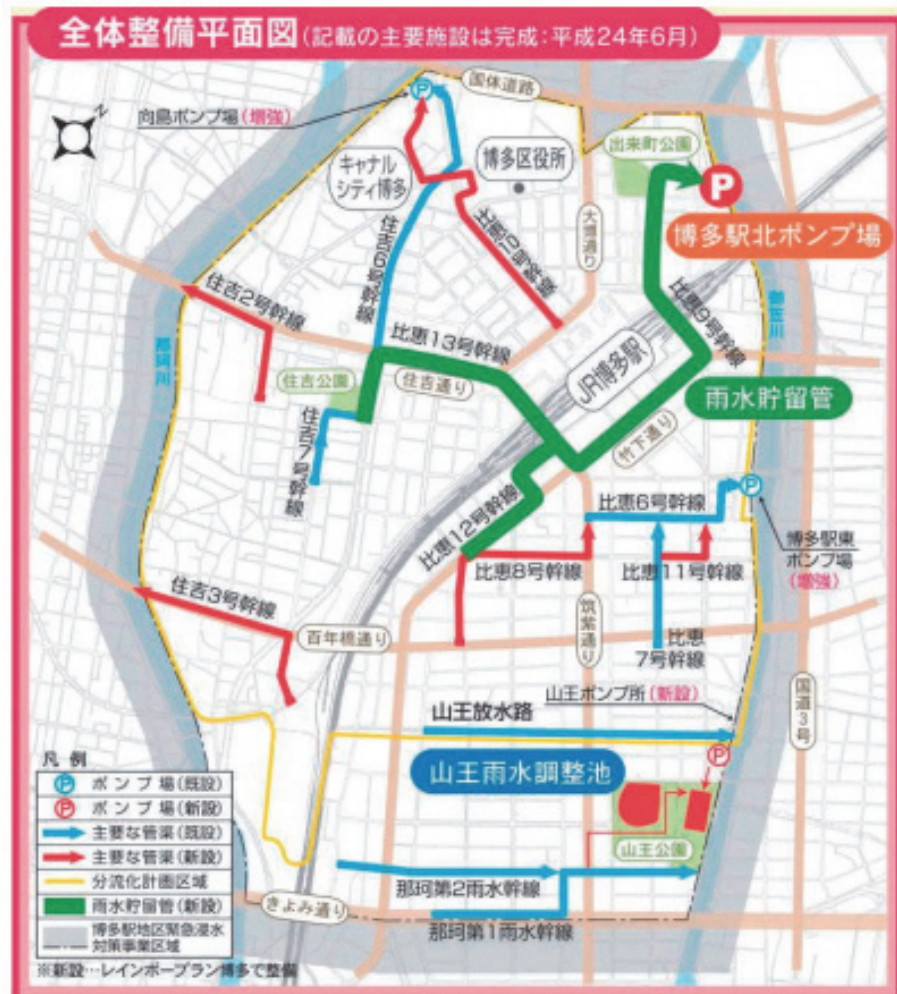 全体整備平面図(記載の主要施設は完成:平成24年6月)
N
国体道路
向島ポンプ場(増強)
P
出来町公園
キャナル
シティ博多
博多区役所
P
博多駅北ポンプ場
大博通り
住吉6号幹線
住吉10号幹線
比恵9号幹線
御笠川
住吉2号幹線
那珂川
比恵13号幹線
住吉公園
住吉通り
JR博多駅
雨水貯留管
竹下通り
住吉7号幹線
比恵12号幹線
比恵6号幹線
P
博多駅東
ポンプ場
(増強)
比恵8号幹線
比恵11号幹線
住吉3号幹線
百年橋通り
筑紫通り
比恵
7号幹線
山王ポンプ所(新設)
国道3号
山王放水路
P
山王雨水調整池
山王公園
那珂第2雨水幹線
きよみ通り
那珂第1雨水幹線
凡例
P ポンプ場(既設)
P ポンプ場(新設)
主要な管渠(既設)
主要な管渠(新設)
分流化計画区域
雨水貯留管(新設)
博多駅地区緊急浸水
対策事業区域
※新設…レインボープラン博多で整備